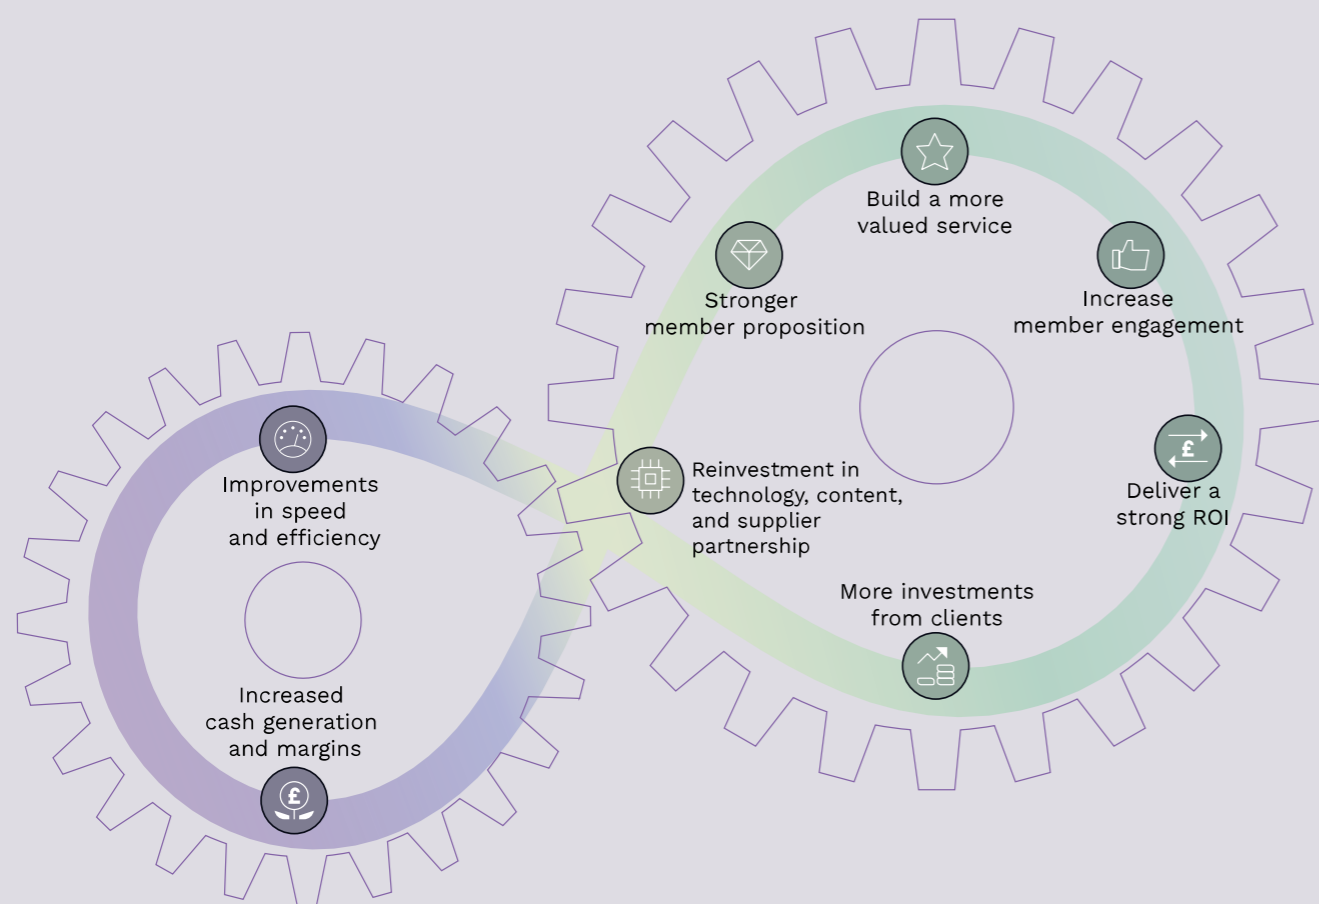 Build a more
valued service
Stronger
member proposition
Increase
member engagement
Reinvestment in
technology, content,
and supplier
partnership
£
Deliver a
strong ROI
Improvements
in speed
and efficiency
More investments
from clients
Increased
cash generation
and margins
£